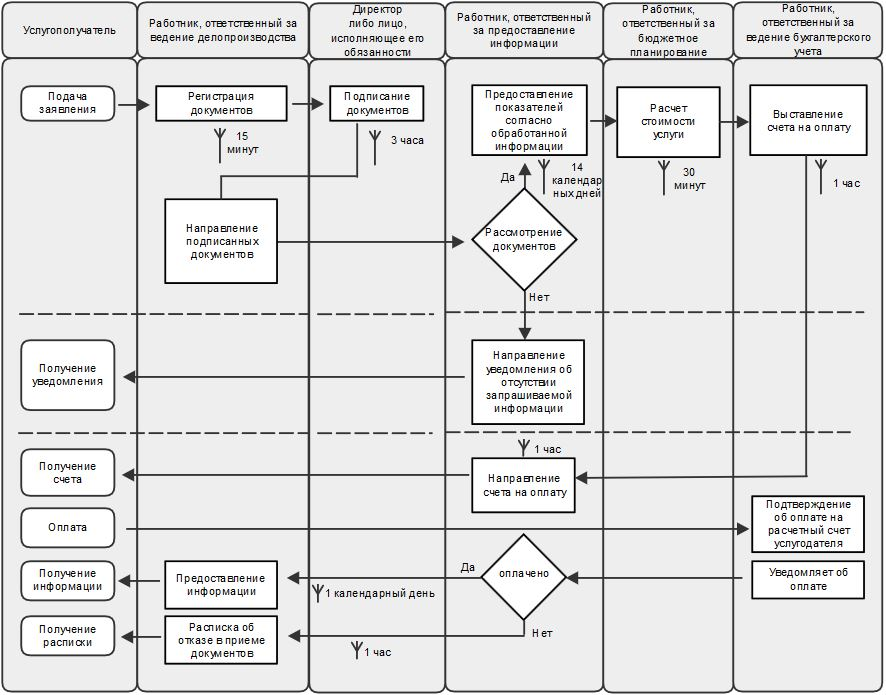 Услугополучатель
Работник, ответственный за
ведение делопроизводства
Директор
либо лицо,
исполняющее его
обязанности
Работник, ответственный
за предоставление
информации
Работник,
ответственный за
бюджетное
планирование
Работник,
ответственный за
ведение бухгалтерского
учета
Подача
заявления
Регистрация
документов
Подписание
документов
Предоставление
показателей
согласно
обработанной
информации
Расчет
стоимости
услуги
Выставление
счета на оплату
15
минут
3 часа
Да
14
календар
ных дней
30
минут
1 час
Направление
подписанных
документов
Рассмотрение
документов
Нет
Получение
уведомления
Направление
уведомления об
отсутствии
запрашиваемой
информации
1 час
Получение
счета
Направление
счета на оплату
Оплата
Подтверждение
об оплате на
расчетный счет
услугодателя
Получение
информации
Предоставление
информации
Да
оплачено
Уведомляет об
оплате
1 календарный день
Получение
расписки
Расписка об
отказе в приеме
документов
Нет
1 час